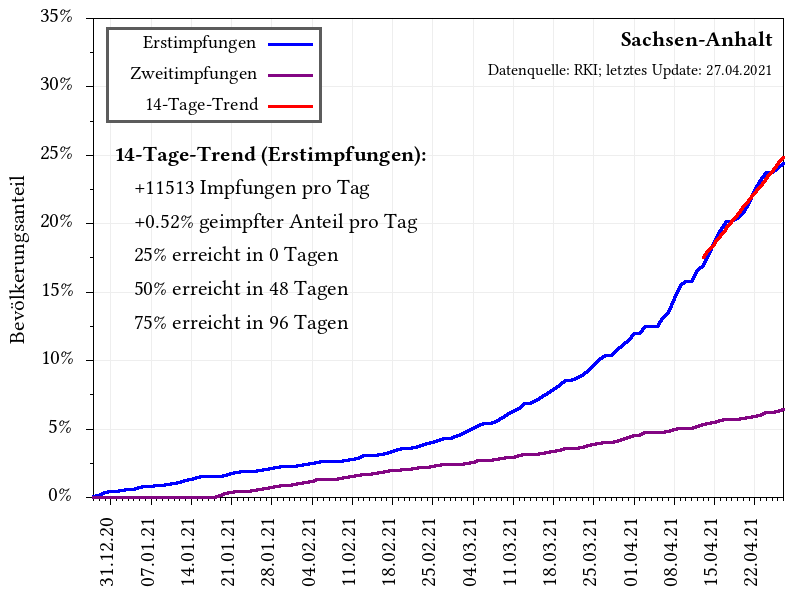 35%
30%
25%
20%
15%
10%
5%
0%
Bevölkerungsanteil
Erstimpfungen
Zweitimpfungen
14-Tage-Trend
Sachsen-Anhalt
Datenquelle: RKI; letztes Update: 27.04.2021
14-Tage-Trend (Erstimpfungen):
+11513 Impfungen pro Tag
+0.52% geimpfter Anteil pro Tag
25% erreicht in 0 Tagen
50% erreicht in 48 Tagen
75% erreicht in 96 Tagen
31.12.20
07.01.21
14.01.21
21.01.21
28.01.21
04.02.21
11.02.21
18.02.21
25.02.21
04.03.21
11.03.21
18.03.21
25.03.21
01.04.21
08.04.21
15.04.21
22.04.21